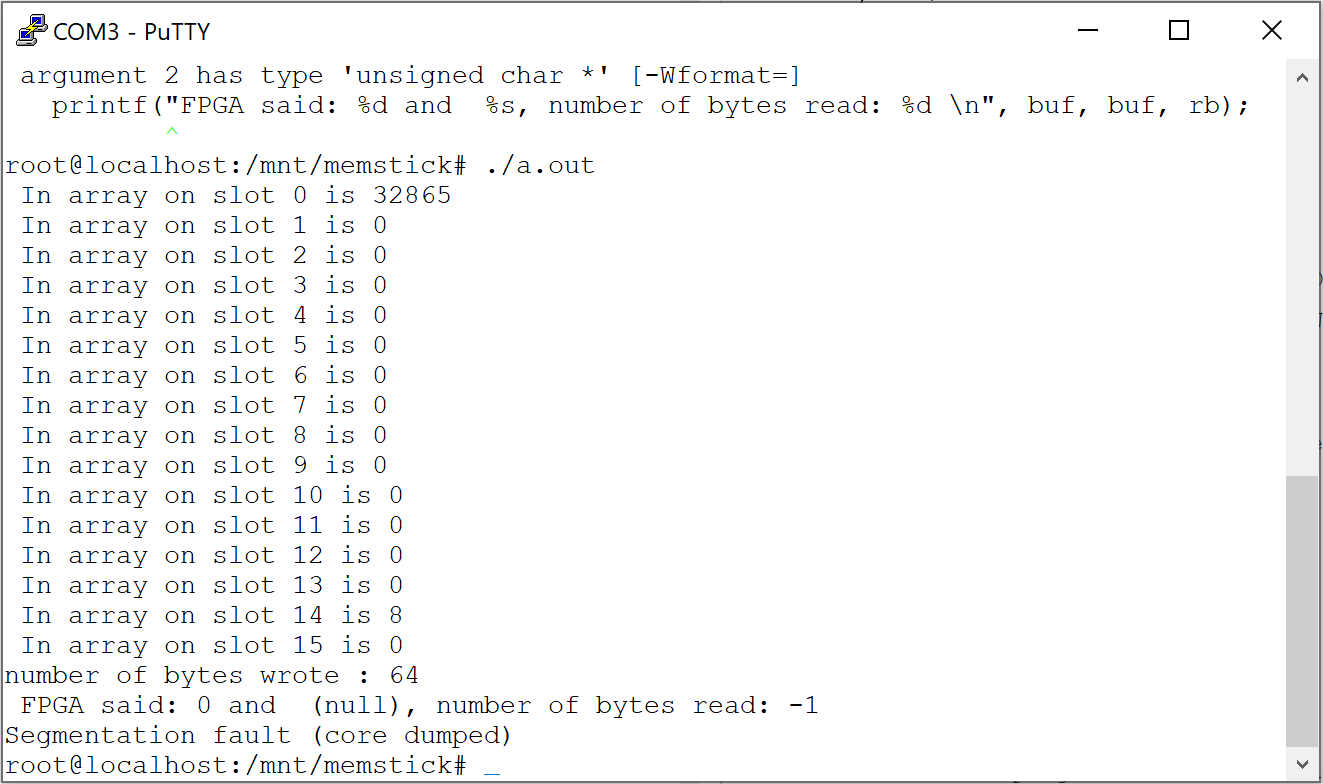 COM3 - PuTTY
argument 2 has type 'unsigned char *' [-Wformat=]
printf("FPGA said: %d and  %s, number of bytes read: %d \n", buf, buf, rb);
^
root@localhost:/mnt/memstick# ./a.out
In array on slot 0 is 32865
In array on slot 1 is 0
In array on slot 2 is 0
In array on slot 3 is 0
In array on slot 4 is 0
In array on slot 5 is 0
In array on slot 6 is 0
In array on slot 7 is 0
In array on slot 8 is 0
In array on slot 9 is 0
In array on slot 10 is 0
In array on slot 11 is 0
In array on slot 12 is 0
In array on slot 13 is 0
In array on slot 14 is 8
In array on slot 15 is 0
number of bytes wrote : 64
FPGA said: 0 and  (null), number of bytes read: -1
Segmentation fault (core dumped)
root@localhost:/mnt/memstick# _